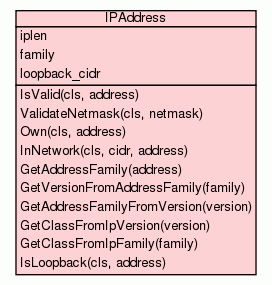 IPAddress
iplen
family
loopback_cidr
IsValid(cls, address)
ValidateNetmask(cls, netmask)
Own(cls, address)
InNetwork(cls, cidr, address)
GetAddressFamily(address)
GetVersionFromAddressFamily(family)
GetAddressFamilyFromVersion(version)
GetClassFromIpVersion(version)
GetClassFromIpFamily(family)
IsLoopback(cls, address)